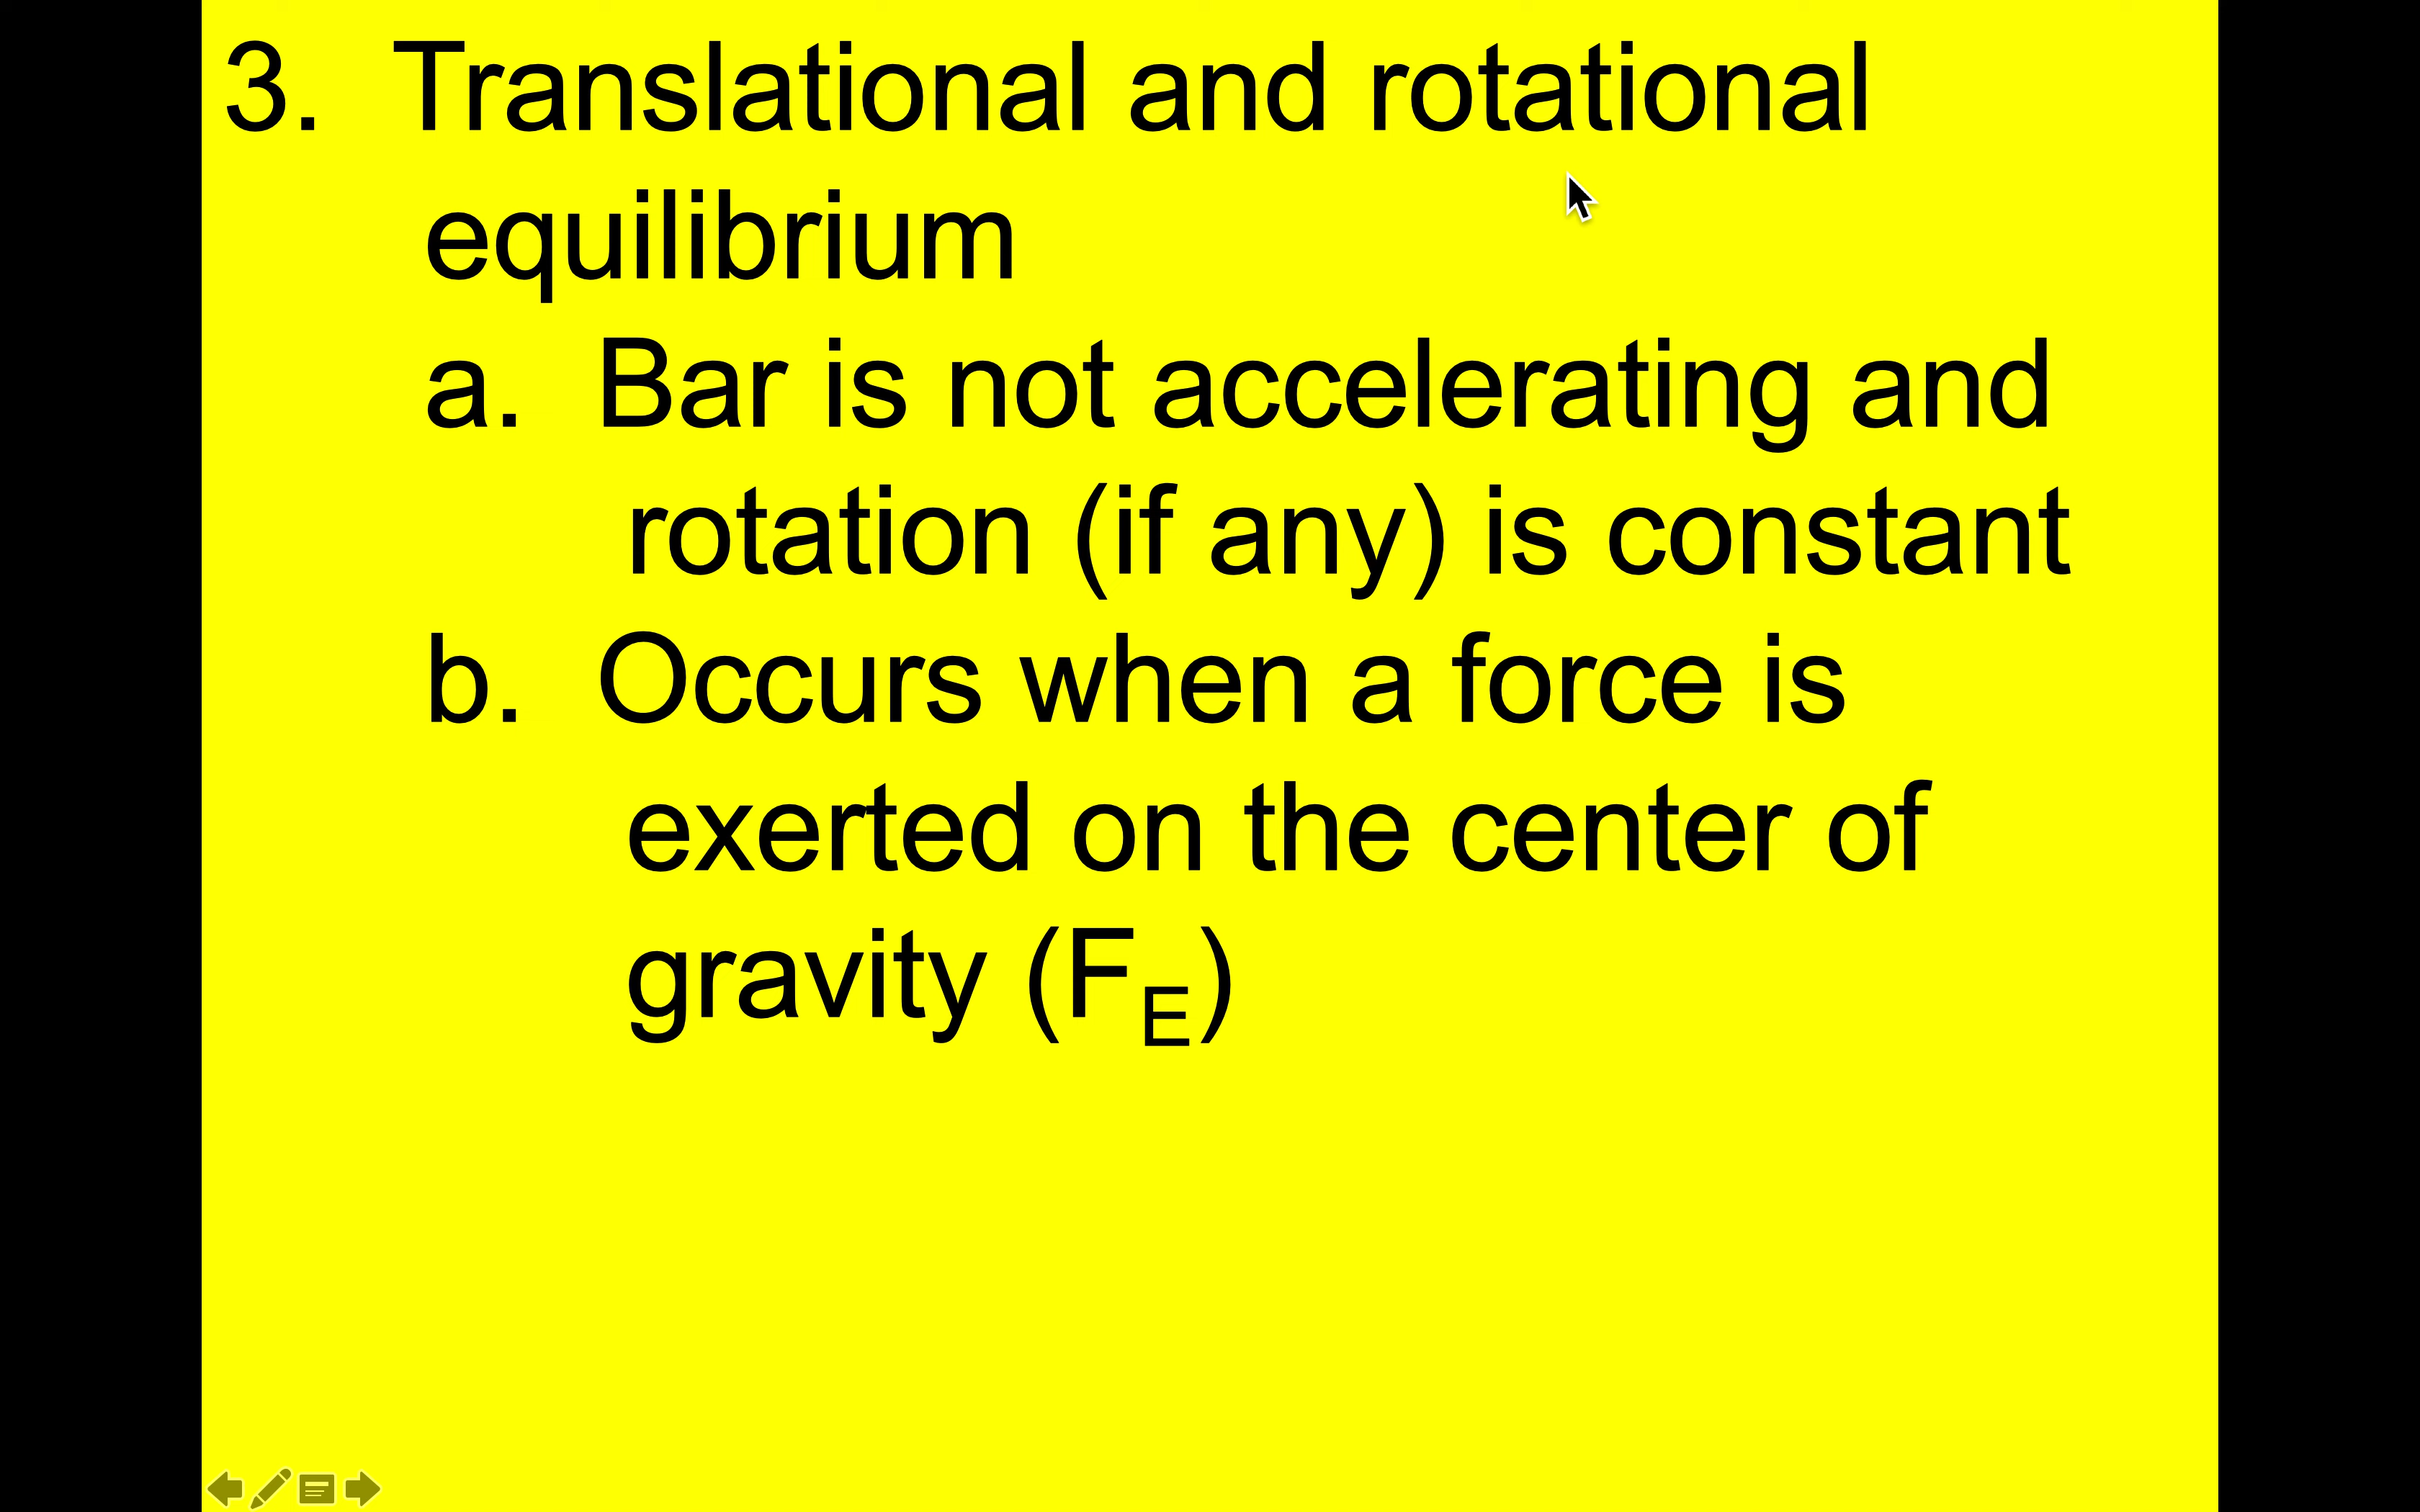 3. Translational and rotational
equilibrium
a. Bar is not accelerating and
rotation (if any) is constant
b. Occurs when a force is
exerted on the center of
gravity (F_E)